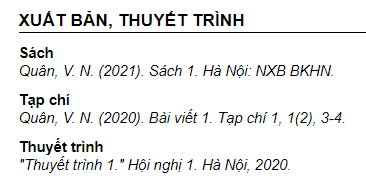 XUẤT BẢN, THUYẾT TRÌNH
Sách
Quân, V. N. (2021). Sách 1. Hà Nội: NXB BKHN.
Tạp chí
Quân, V. N. (2020). Bài viết 1. Tạp chí 1, 1(2), 3-4.
Thuyết trình
"Thuyết trình 1." Hội nghị 1. Hà Nội, 2020.